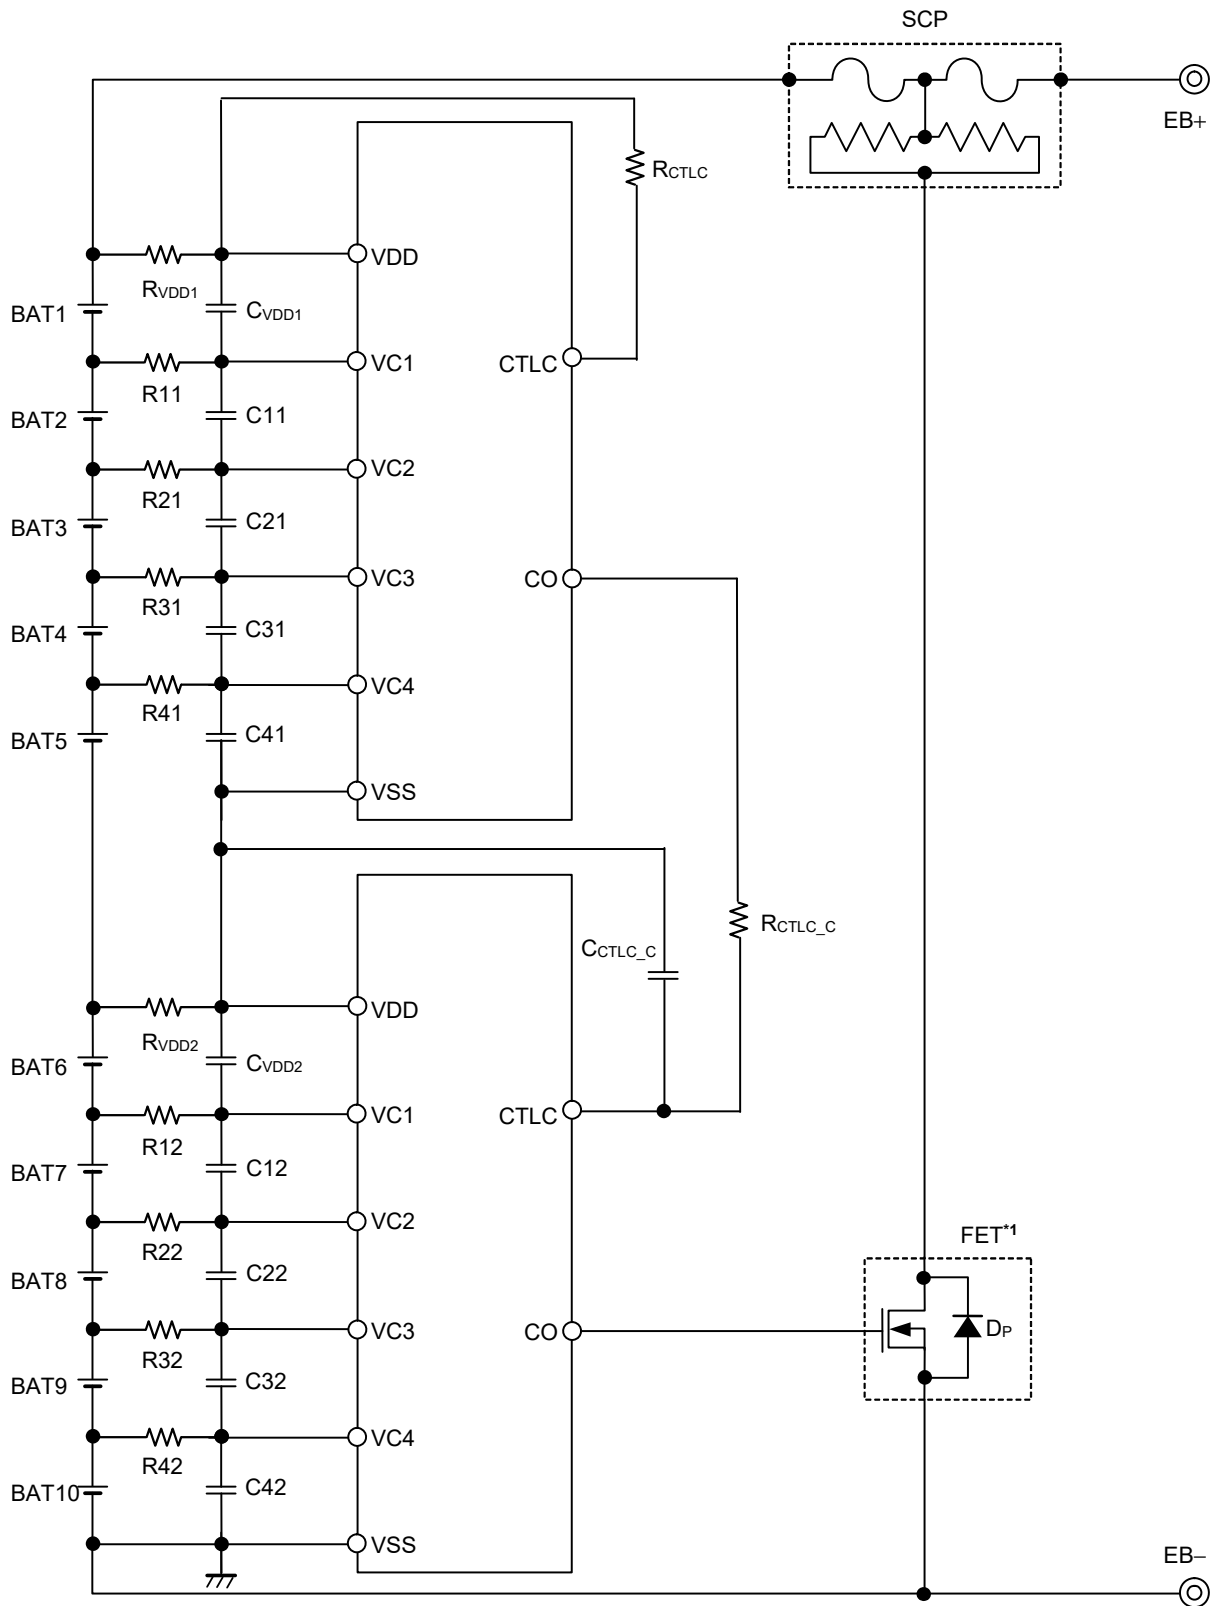 SCP
EB+
RCTLC
VDD
RVDD1
CVDD1
BAT1
VC1
CTLC
R11
C11
BAT2
VC2
R21
C21
BAT3
VC3
CO
R31
C31
BAT4
VC4
R41
C41
BAT5
VSS
RCTLC_C
CCTLC_C
VDD
RVDD2
CVDD2
BAT6
VC1
CTLC
R12
C12
BAT7
VC2
R22
C22
BAT8
FET*1
VC3
CO
DP
R32
C32
BAT9
VC4
R42
C42
BAT10
VSS
EB−